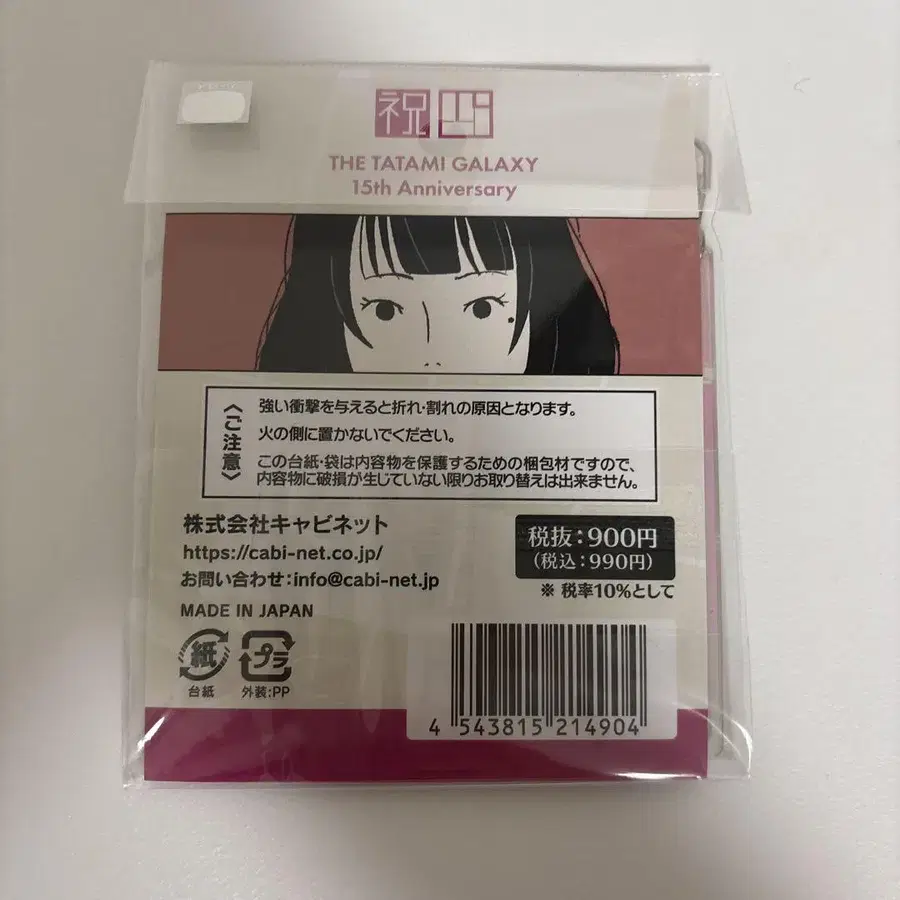 祝
THE TATAMI GALAXY
15th Anniversary
〈ご注意〉
強い衝撃を与えると折れ・割れの原因となります。
火の側に置かないでください。
この台紙・袋は内容物を保護するための梱包材ですので、
内容物に破損が生じていない限りお取り替えは出来ません。
株式会社キャビネット
https://cabi-net.co.jp/
お問い合わせ:info@cabi-net.jp
MADE IN JAPAN
税抜:900円
(税込:990円)
※ 税率10%として
紙
台紙
プラ
外装:PP
4 543815 214904